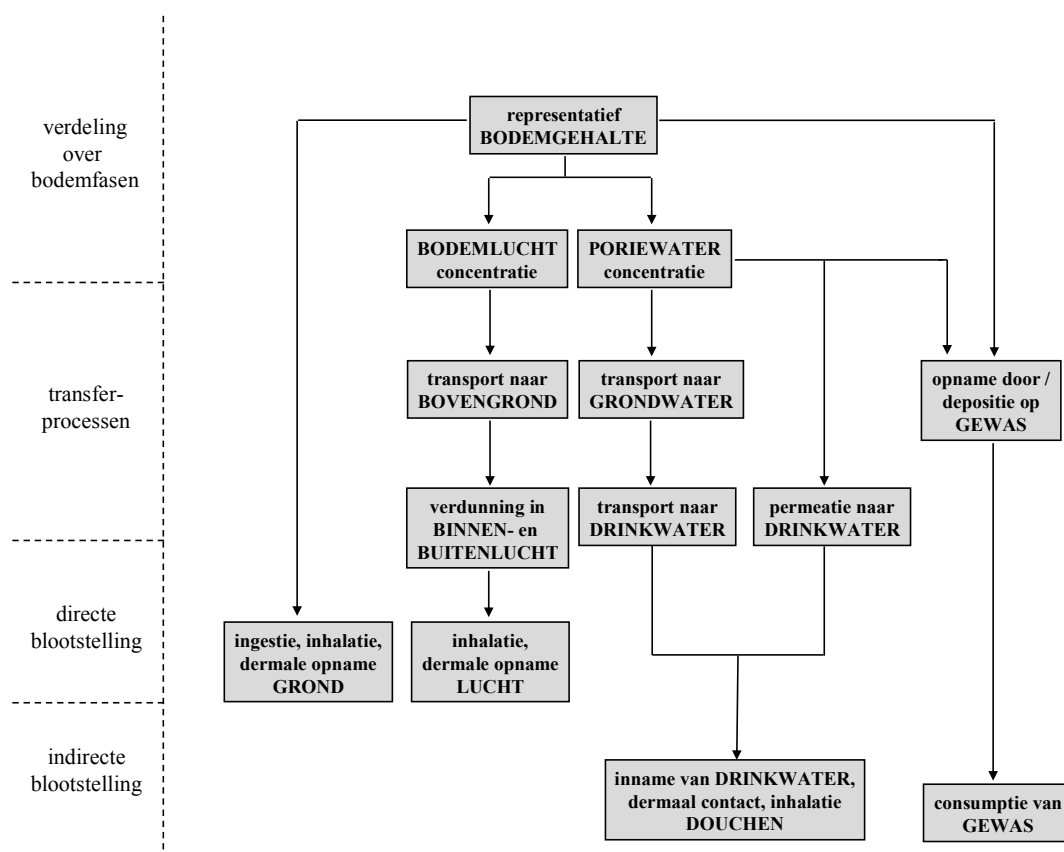 verdeling
over
bodemfasen
representatief
BODEMGEHALTE
BODEMLUCHT
concentratie
PORIEWATER
concentratie
transfer-
processen
transport naar
BOVENGROND
transport naar
GRONDWATER
opname door /
depositie op
GEWAS
verdunning in
BINNEN- en
BUITENLUCHT
transport naar
DRINKWATER
permeatie naar
DRINKWATER
directe
blootstelling
ingestie, inhalatie,
dermale opname
GROND
inhalatie,
dermale opname
LUCHT
indirecte
blootstelling
inname van DRINKWATER,
dermaal contact, inhalatie
DOUCHEN
consumptie van
GEWAS